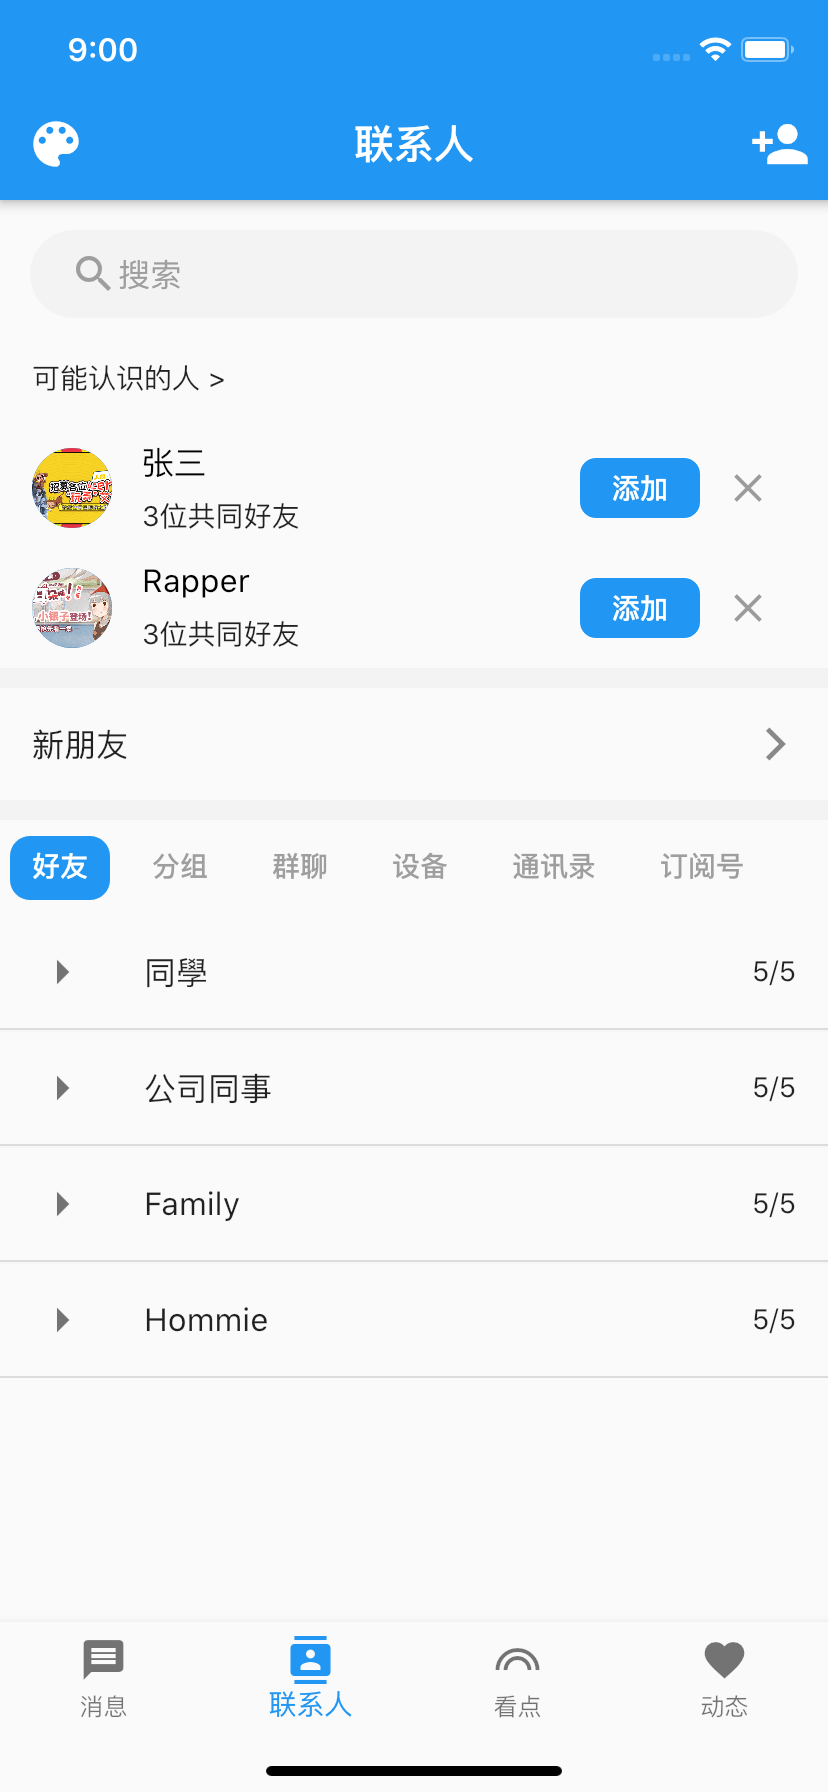 9:00
联系人
搜索
可能认识的人 >
张三
3位共同好友
添加
Rapper
3位共同好友
添加
新朋友
好友 分组 群聊 设备 通讯录 订阅号
同學 5/5
公司同事 5/5
Family 5/5
Hommie 5/5
消息 联系人 看点 动态